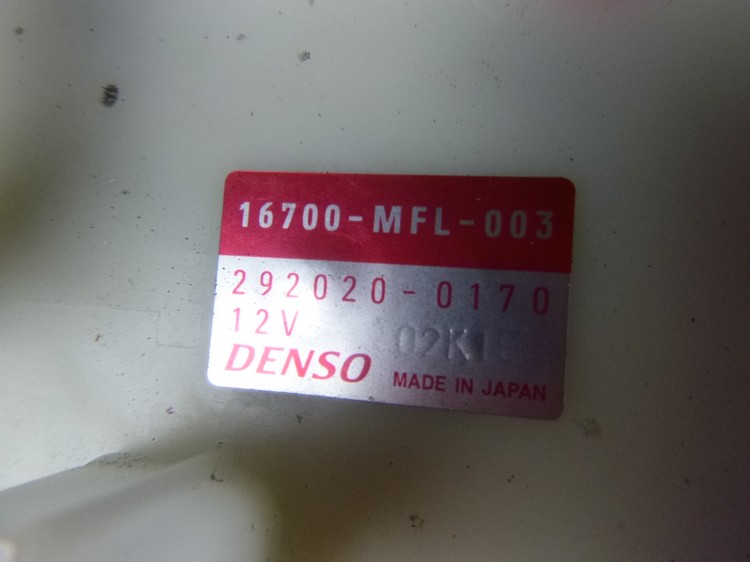 16700-MFL-003
292020-0170
12V
DENSO
MADE IN JAPAN